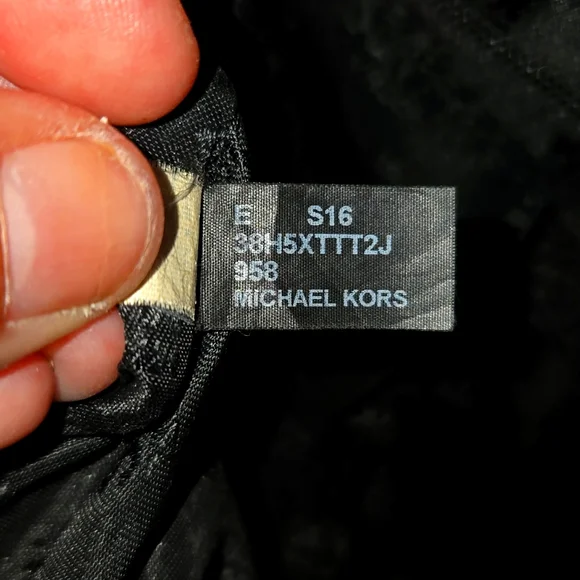 E S16
38H5XTTT2J
958
MICHAEL KORS